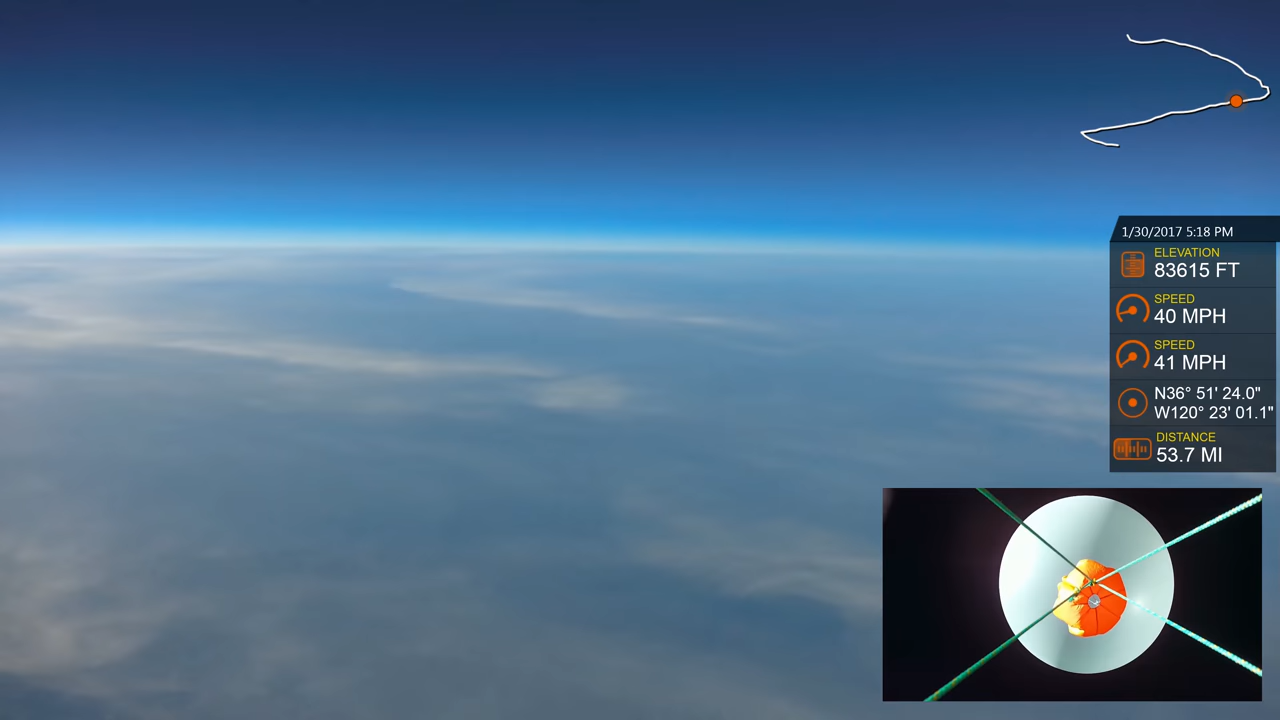 1/30/2017 5:18 PM
ELEVATION
83615 FT
SPEED
40 MPH
SPEED
41 MPH
N36° 51' 24.0"
W120° 23' 01.1"
DISTANCE
53.7 MI